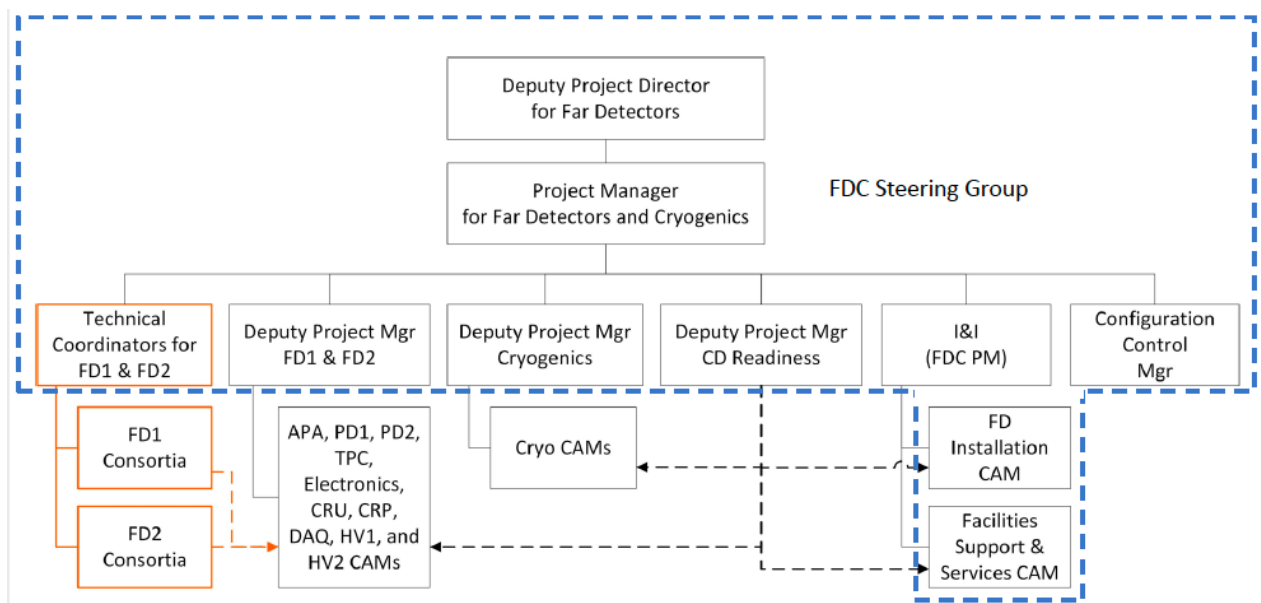 Deputy Project Director
for Far Detectors
Project Manager
for Far Detectors and Cryogenics
FDC Steering Group
Technical
Coordinators for
FD1 & FD2
Deputy Project Mgr
FD1 & FD2
Deputy Project Mgr
Cryogenics
Deputy Project Mgr
CD Readiness
I&I
(FDC PM)
Configuration
Control
Mgr
FD1
Consortia
FD2
Consortia
APA, PD1, PD2,
TPC,
Electronics,
CRU, CRP,
DAQ, HV1, and
HV2 CAMs
Cryo CAMs
FD
Installation
CAM
Facilities
Support &
Services CAM